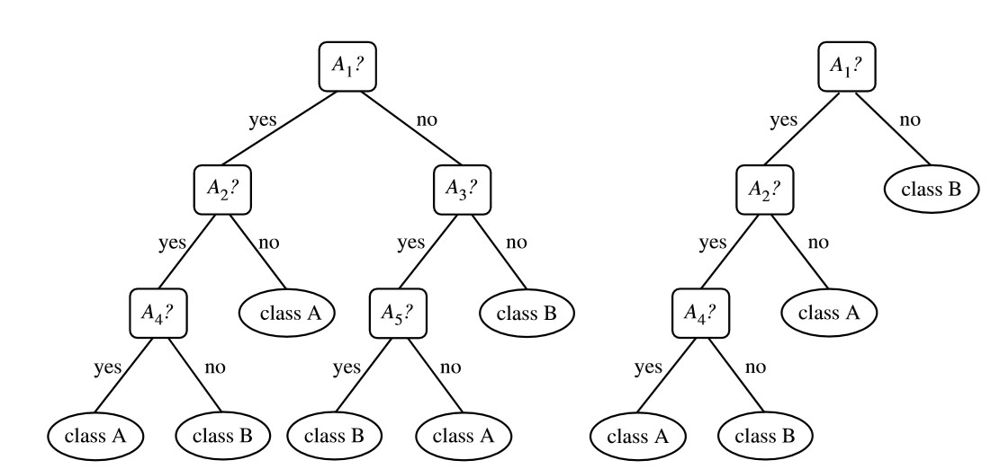 A₁?
yes
no
A₂?
A₃?
yes
no
yes
no
A₄?
class A
A₅?
class B
yes
no
yes
no
class A
class B
class B
class A
A₁?
yes
no
A₂?
class B
yes
no
A₄?
class A
yes
no
class A
class B